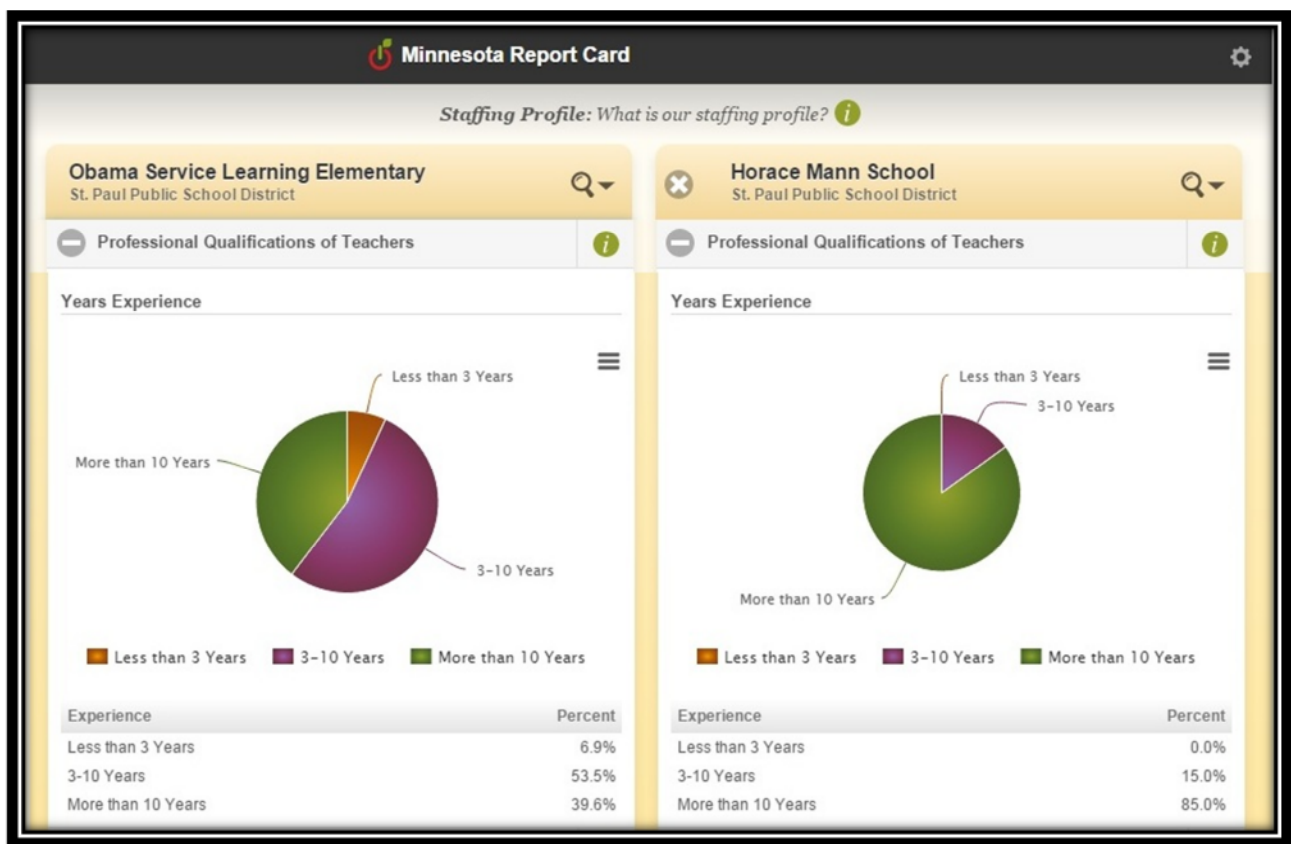 Minnesota Report Card
Staffing Profile: What is our staffing profile? i
Obama Service Learning Elementary
St. Paul Public School District
Professional Qualifications of Teachers
i
Years Experience
Less than 3 Years
More than 10 Years
3-10 Years
Less than 3 Years 3-10 Years More than 10 Years
Experience Percent
Less than 3 Years 6.9%
3-10 Years 53.5%
More than 10 Years 39.6%
Horace Mann School
St. Paul Public School District
Professional Qualifications of Teachers
i
Years Experience
Less than 3 Years
3-10 Years
More than 10 Years
Less than 3 Years 3-10 Years More than 10 Years
Experience Percent
Less than 3 Years 0.0%
3-10 Years 15.0%
More than 10 Years 85.0%